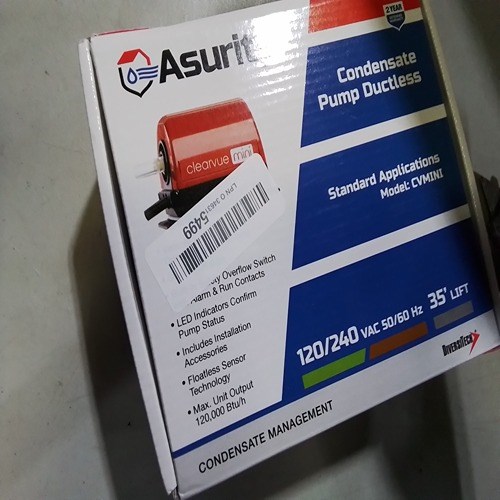 Asurit
2 YEAR
Condensate
Pump Ductless
clearvue mini
Standard Applications
Model: CVMINI
5499
Overflow Switch
Alarm & Run Contacts
• LED Indicators Confirm
Pump Status
• Includes Installation
Accessories
• Floatless Sensor
Technology
• Max. Unit Output
120,000 Btu/h
120/240 VAC 50/60 Hz 35' LIFT
DIVERSITECH
CONDENSATE MANAGEMENT